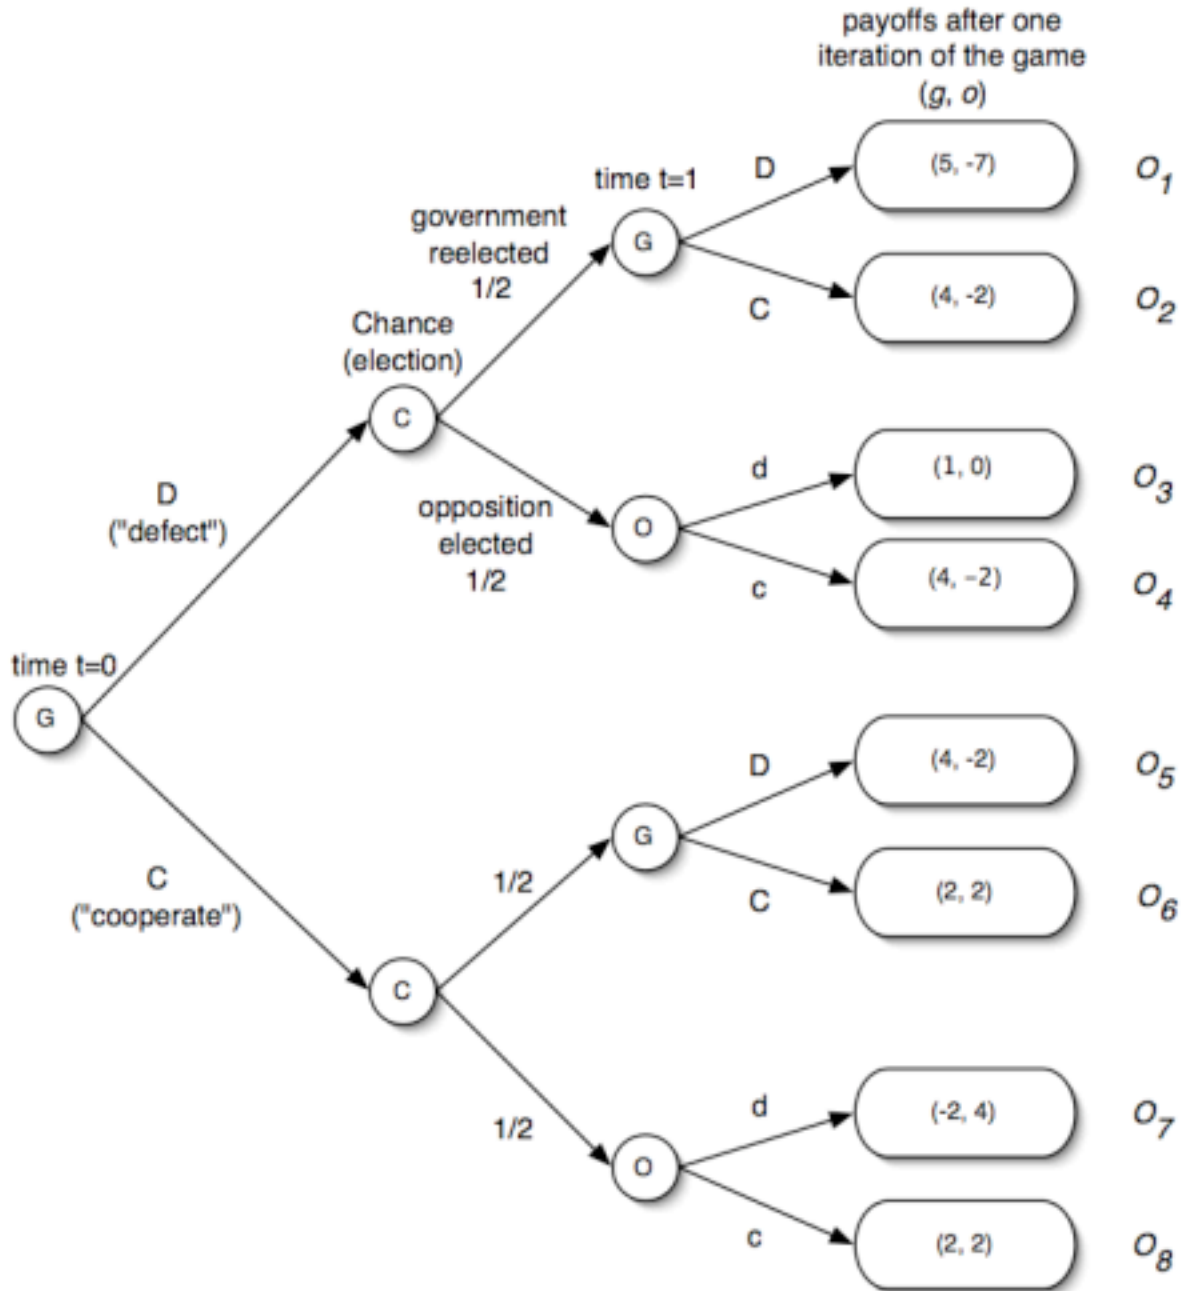 payoffs after one
iteration of the game
(g, o)
D
(5, -7)
O1
time t=1
government
reelected
1/2
G
C
(4, -2)
O2
Chance
(election)
C
d
(1, 0)
O3
D
("defect")
opposition
elected
1/2
O
c
(4, −2)
O4
time t=0
G
D
(4, -2)
O5
C
("cooperate")
1/2
G
C
(2, 2)
O6
C
1/2
d
(-2, 4)
O7
O
c
(2, 2)
O8